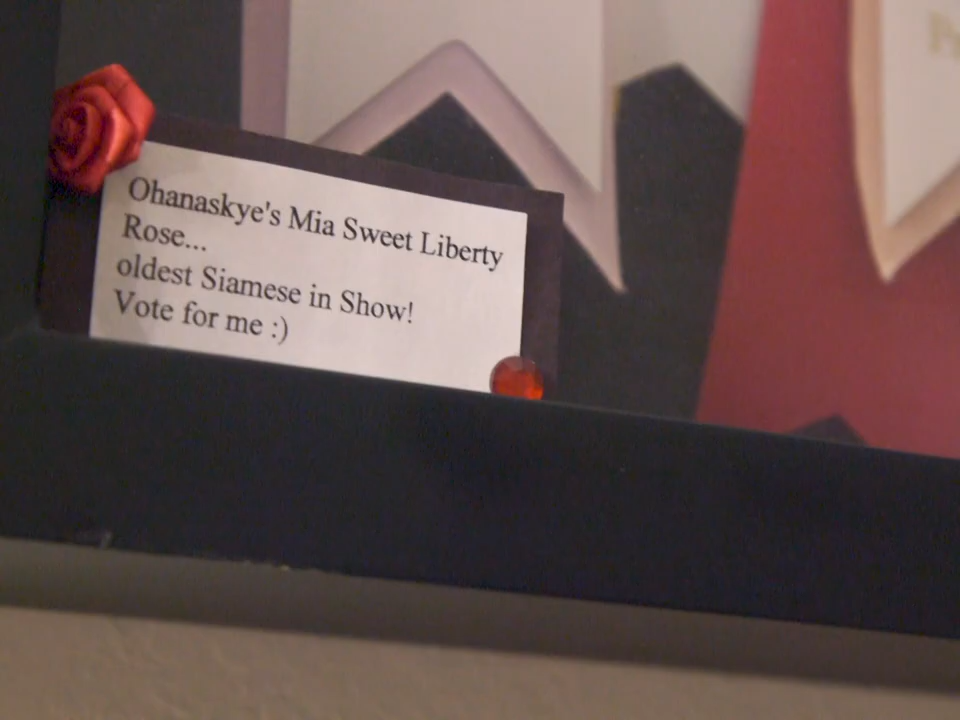 Ohanaskye's Mia Sweet Liberty
Rose...
oldest Siamese in Show!
Vote for me :)